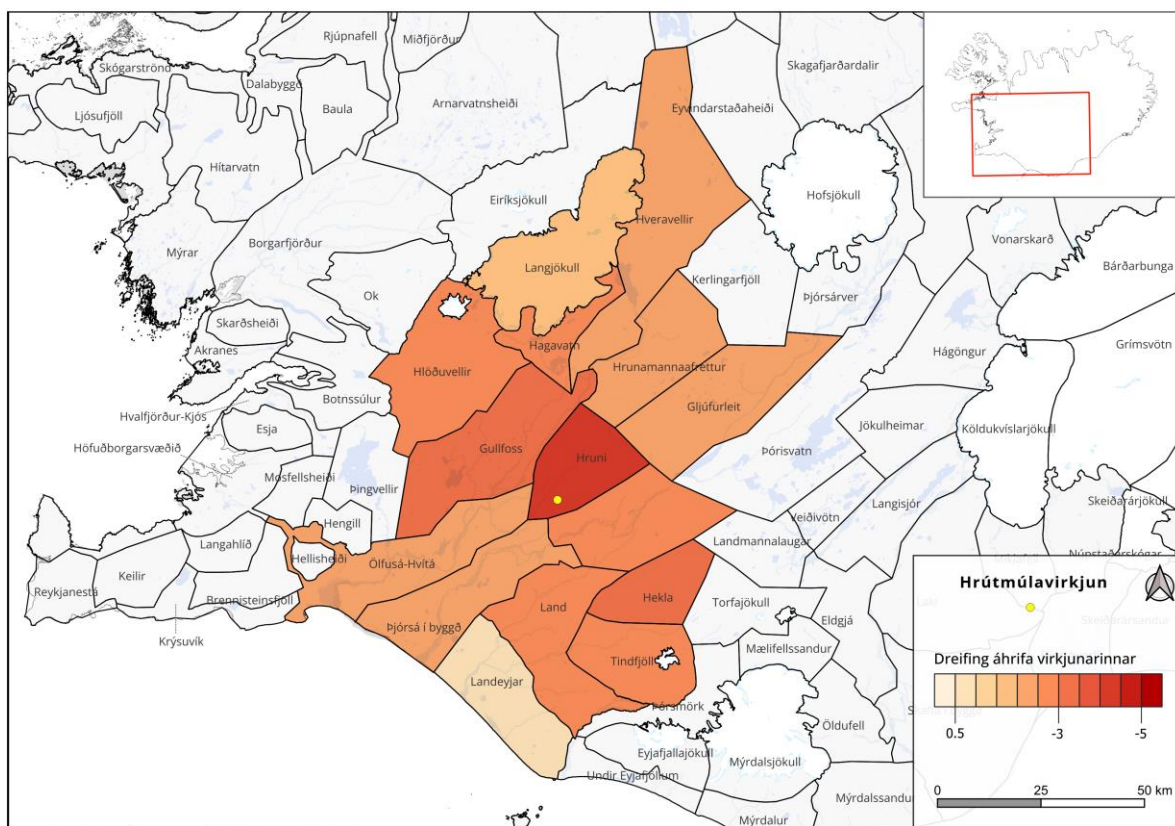 Rjúpnafell
Miðfjörður
Skógarströnd
Dalabyggð
Skagafjarðardalir
Ljósufjöll
Baula
Arnarvatnsheiði
Eyvindarstaðaheiði
Hítarvatn
Eiríksjökull
Hofsjökull
Hveravellir
Mýrar
Borgarfjörður
Vonarskarð
Langjökull
Bárðarbunga
Kerlingarfjöll
Þjórsárver
Ok
Skarðsheiði
Grímsvötn
Akranes
Hagavatn
Hágöngur
Hlöðuvellir
Hrunamannaafréttur
Botnssúlur
Gljúfurleit
Hvalfjörður-Kjós
Esja
Jökulheimar
Köldukvíslarjökull
Höfuðborgarsvæðið
Gullfoss
Hruni
Þórisvatn
Mosfellsheiði
Þingvellir
Langisjór
Skeiðarárjökull
Hengill
Veiðivötn
Langahlíð
Landmannalaugar
Núpstaðarskógar
Hellisheiði
Ölfusá-Hvítá
Keilir
Reykjanestá
Brennisteinsfjöll
Land
Hekla
Torfajökull
Laki
Skeiðarársandur
Eldgjá
Krýsuvík
Þjórsá í byggð
Mælifellssandur
Tindfjöll
Landeyjar
Þórsmörk
Öldufell
Eyjafjallajökull
Mýrdalsjökull
Undir Eyjafjöllum
Mýrdalssandur
Mýrdalur
Hrútmúlavirkjun
Dreifing áhrifa virkjunarinnar
0.5 -3 -5
0 25 50 km